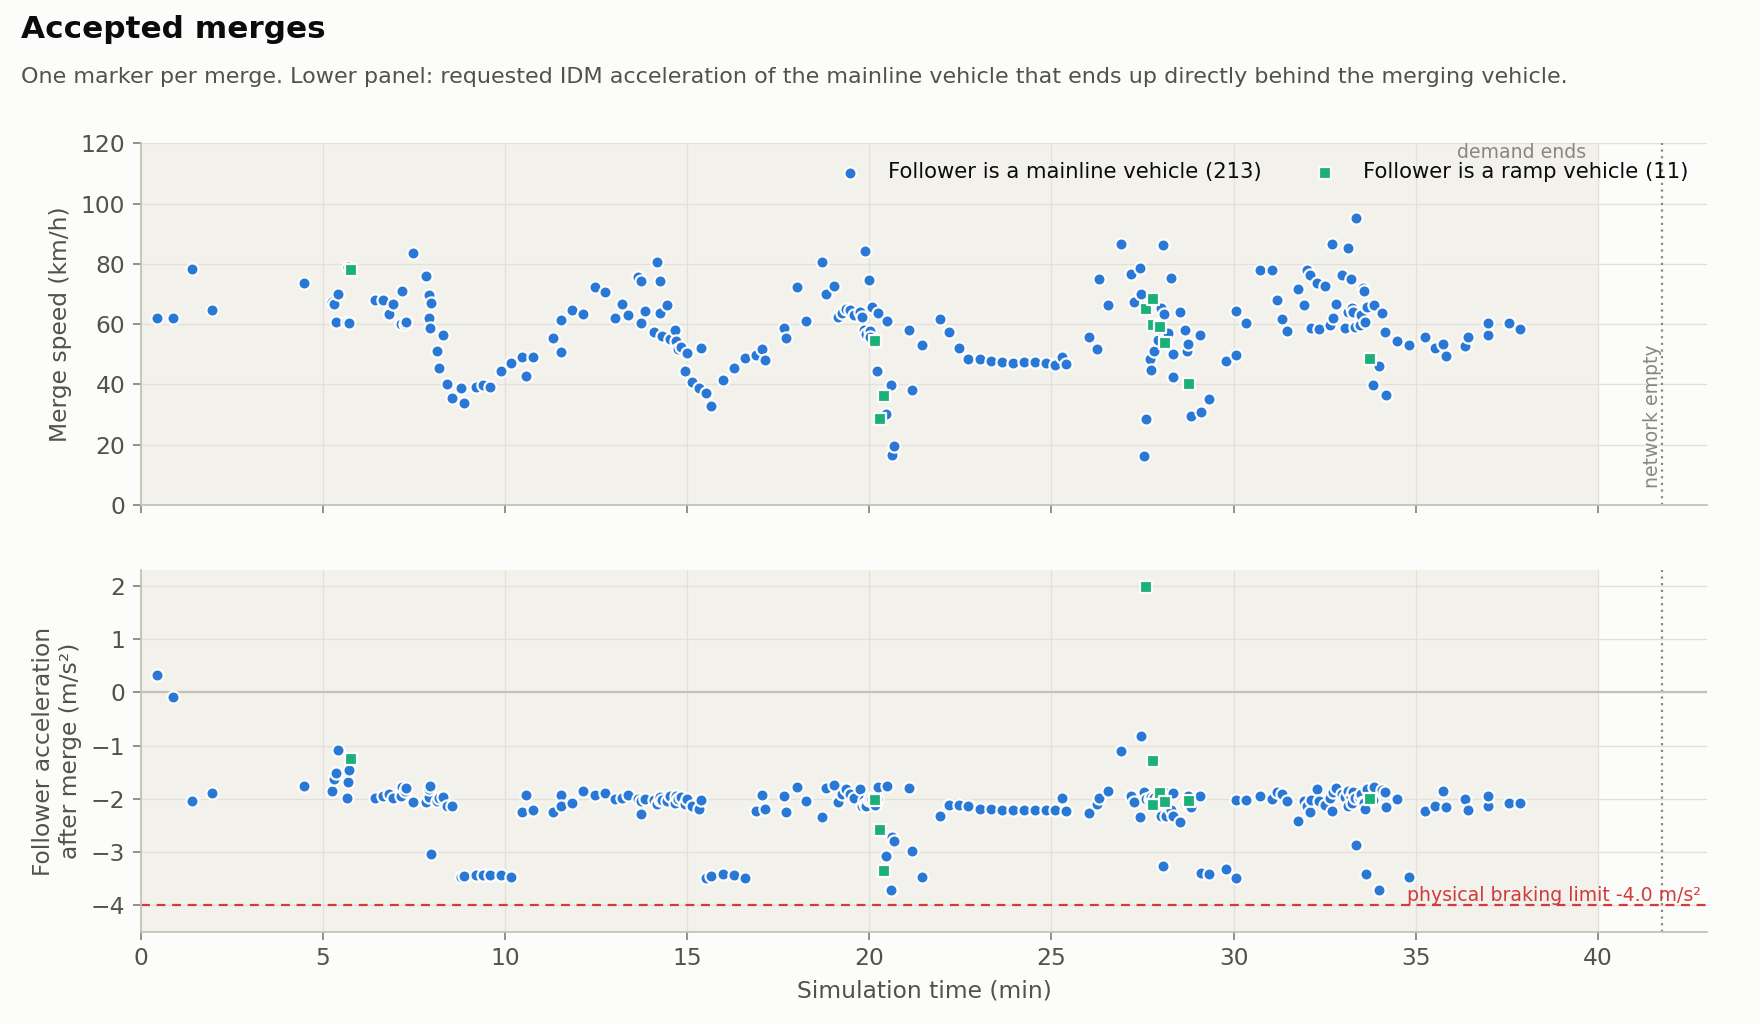 Accepted merges
One marker per merge. Lower panel: requested IDM acceleration of the mainline vehicle that ends up directly behind the merging vehicle.
120
100
80
60
40
20
0
Merge speed (km/h)
demand ends
Follower is a mainline vehicle (213)
Follower is a ramp vehicle (11)
network empty
2
1
0
−1
−2
−3
−4
Follower acceleration
after merge (m/s²)
physical braking limit -4.0 m/s²
0 5 10 15 20 25 30 35 40
Simulation time (min)